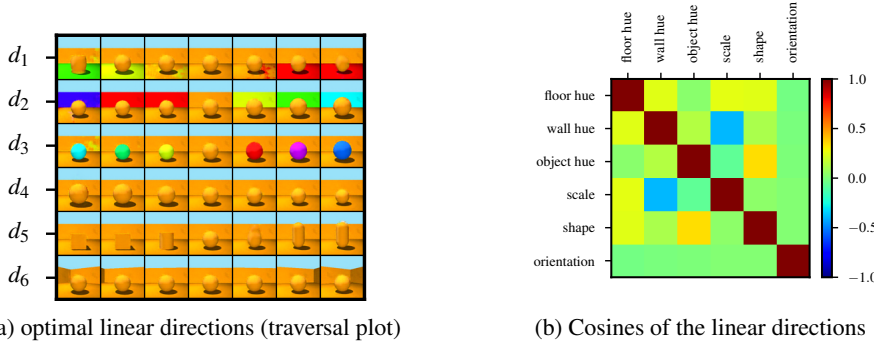 d1
d2
d3
d4
d5
d6
a) optimal linear directions (traversal plot)
floor hue
wall hue
object hue
scale
shape
orientation
floor hue
wall hue
object hue
scale
shape
orientation
1.0
0.5
0.0
−0.5
−1.0
(b) Cosines of the linear directions